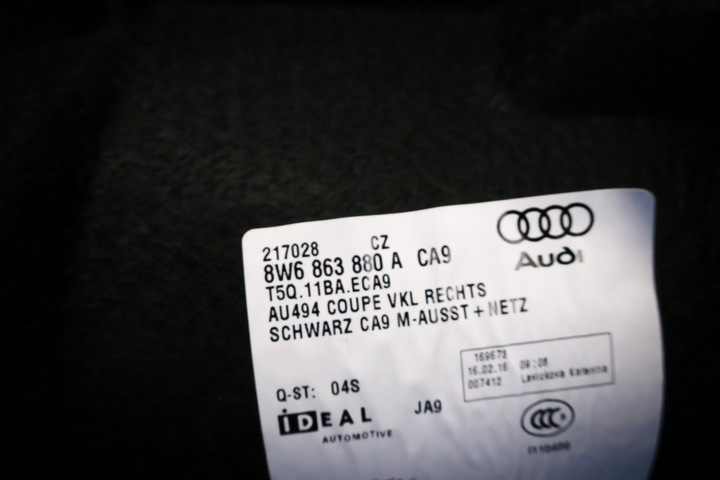 217028 CZ
8W6 863 880 A CA9
T5Q.11BA.ECA9
AU494 COUPE VKL RECHTS
SCHWARZ CA9 M-AUSST + NETZ
Audi
169673
16.02.16 09:08
007412
Q-ST: 04S
IDEAL
AUTOMOTIVE
JA9
CCC